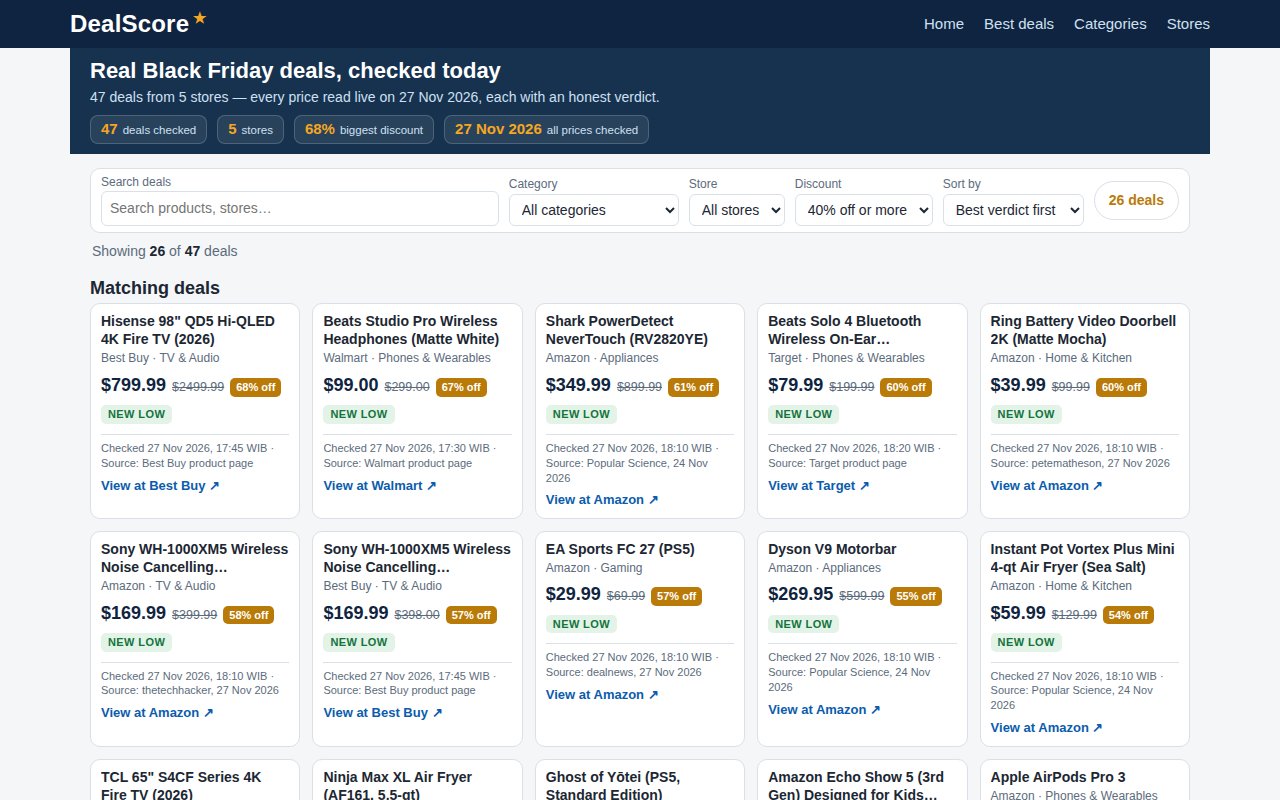 DealScore ★
Home Best deals Categories Stores
Real Black Friday deals, checked today
47 deals from 5 stores — every price read live on 27 Nov 2026, each with an honest verdict.
47 deals checked 5 stores 68% biggest discount 27 Nov 2026 all prices checked
Search deals Category Store Discount Sort by
Search products, stores… All categories All stores 40% off or more Best verdict first 26 deals
Showing 26 of 47 deals
Matching deals
Hisense 98" QD5 Hi-QLED
4K Fire TV (2026)
Best Buy · TV & Audio
$799.99 $2499.99 68% off
NEW LOW
Checked 27 Nov 2026, 17:45 WIB ·
Source: Best Buy product page
View at Best Buy ↗
Beats Studio Pro Wireless
Headphones (Matte White)
Walmart · Phones & Wearables
$99.00 $299.00 67% off
NEW LOW
Checked 27 Nov 2026, 17:30 WIB ·
Source: Walmart product page
View at Walmart ↗
Shark PowerDetect
NeverTouch (RV2820YE)
Amazon · Appliances
$349.99 $899.99 61% off
NEW LOW
Checked 27 Nov 2026, 18:10 WIB ·
Source: Popular Science, 24 Nov
2026
View at Amazon ↗
Beats Solo 4 Bluetooth
Wireless On-Ear…
Target · Phones & Wearables
$79.99 $199.99 60% off
NEW LOW
Checked 27 Nov 2026, 18:20 WIB ·
Source: Target product page
View at Target ↗
Ring Battery Video Doorbell
2K (Matte Mocha)
Amazon · Home & Kitchen
$39.99 $99.99 60% off
NEW LOW
Checked 27 Nov 2026, 18:10 WIB ·
Source: petematheson, 27 Nov 2026
View at Amazon ↗
Sony WH-1000XM5 Wireless
Noise Cancelling…
Amazon · TV & Audio
$169.99 $399.99 58% off
NEW LOW
Checked 27 Nov 2026, 18:10 WIB ·
Source: thetechhacker, 27 Nov 2026
View at Amazon ↗
Sony WH-1000XM5 Wireless
Noise Cancelling…
Best Buy · TV & Audio
$169.99 $398.00 57% off
NEW LOW
Checked 27 Nov 2026, 17:45 WIB ·
Source: Best Buy product page
View at Best Buy ↗
EA Sports FC 27 (PS5)
Amazon · Gaming
$29.99 $69.99 57% off
NEW LOW
Checked 27 Nov 2026, 18:10 WIB ·
Source: dealnews, 27 Nov 2026
View at Amazon ↗
Dyson V9 Motorbar
Amazon · Appliances
$269.95 $599.99 55% off
NEW LOW
Checked 27 Nov 2026, 18:10 WIB ·
Source: Popular Science, 24 Nov
2026
View at Amazon ↗
Instant Pot Vortex Plus Mini
4-qt Air Fryer (Sea Salt)
Amazon · Home & Kitchen
$59.99 $129.99 54% off
NEW LOW
Checked 27 Nov 2026, 18:10 WIB ·
Source: Popular Science, 24 Nov
2026
View at Amazon ↗
TCL 65" S4CF Series 4K
Fire TV (2026)
Ninja Max XL Air Fryer
(AF161, 5.5-qt)
Ghost of Yōtei (PS5,
Standard Edition)
Amazon Echo Show 5 (3rd
Gen) Designed for Kids…
Apple AirPods Pro 3
Amazon · Phones & Wearables